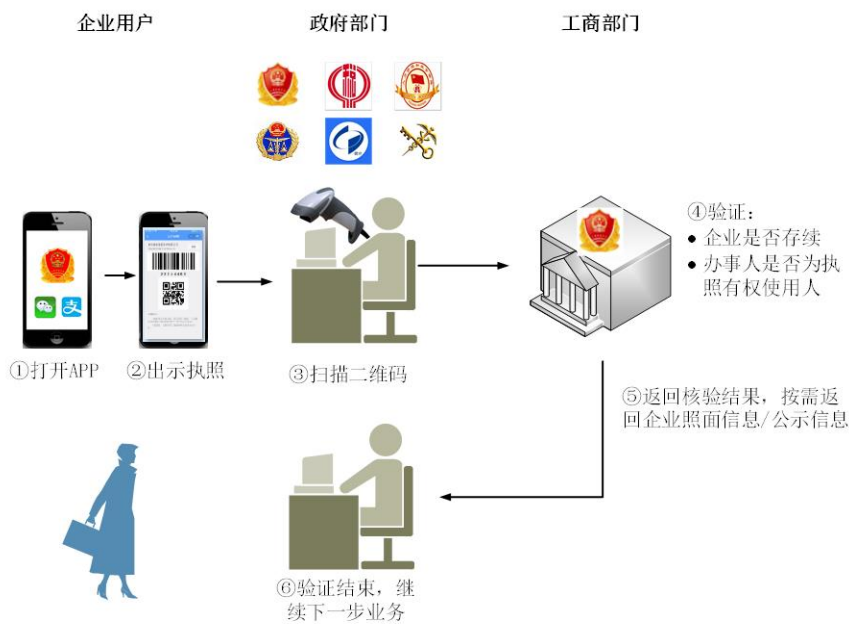 企业用户
政府部门
工商部门
①打开APP
②出示执照
③扫描二维码
④验证：
● 企业是否存续
● 办事人是否为执
照有权使用人
⑤返回核验结果，按需返
回企业照面信息/公示信息
⑥验证结束，继
续下一步业务